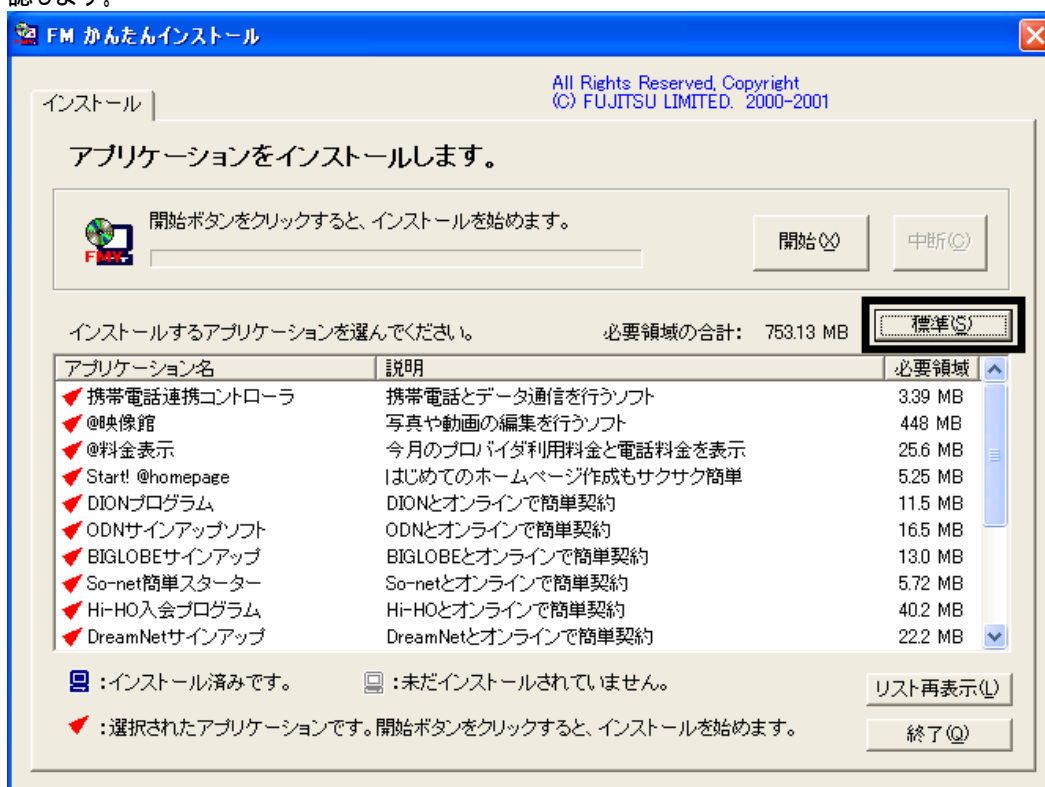 認します。
FM かんたんインストール
All Rights Reserved, Copyright
(C) FUJITSU LIMITED. 2000-2001
インストール
アプリケーションをインストールします。
開始ボタンをクリックすると、インストールを始めます。
FMV
開始(X)
中断(C)
インストールするアプリケーションを選んでください。 必要領域の合計: 753.13 MB 標準(S)
アプリケーション名 説明 必要領域
携帯電話連携コントローラ 携帯電話とデータ通信を行うソフト 3.39 MB
@映像館 写真や動画の編集を行うソフト 448 MB
@料金表示 今月のプロバイダ利用料金と電話料金を表示 25.6 MB
Start! @homepage はじめてのホームページ作成もサクサク簡単 5.25 MB
DIONプログラム DIONとオンラインで簡単契約 11.5 MB
ODNサインアップソフト ODNとオンラインで簡単契約 16.5 MB
BIGLOBEサインアップ BIGLOBEとオンラインで簡単契約 13.0 MB
So-net簡単スターター So-netとオンラインで簡単契約 5.72 MB
Hi-HO入会プログラム Hi-HOとオンラインで簡単契約 40.2 MB
DreamNetサインアップ DreamNetとオンラインで簡単契約 22.2 MB
:インストール済みです。 :未だインストールされていません。
リスト再表示(L)
:選択されたアプリケーションです。開始ボタンをクリックすると、インストールを始めます。
終了(Q)